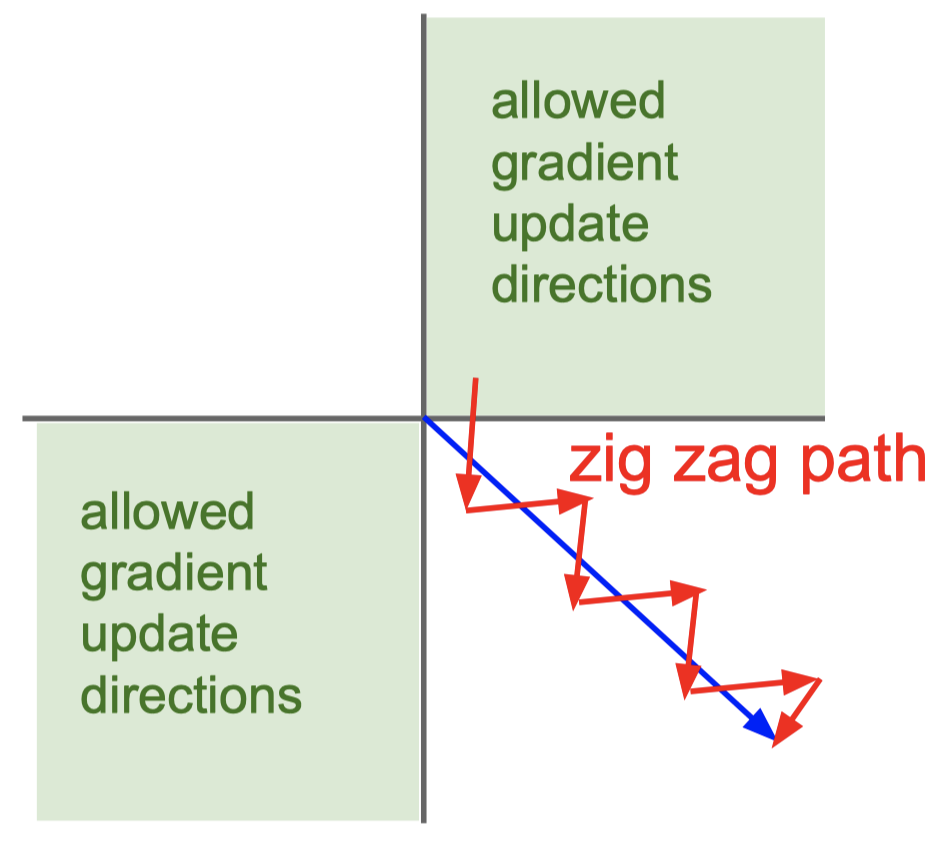 allowed
gradient
update
directions
zig zag path
allowed
gradient
update
directions